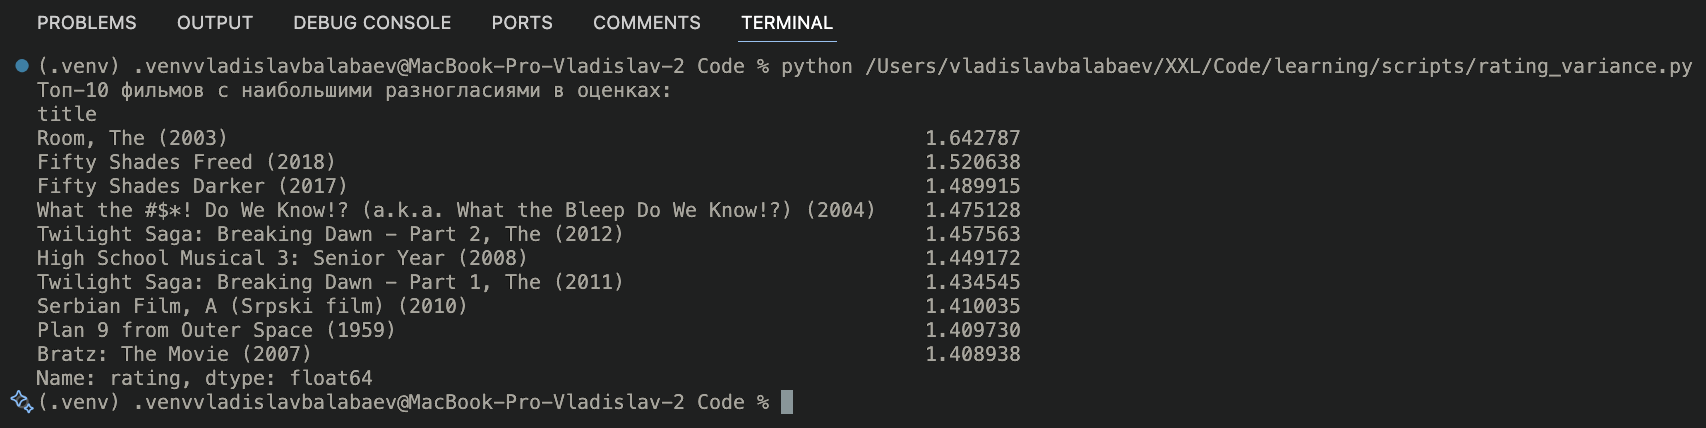 PROBLEMS OUTPUT DEBUG CONSOLE PORTS COMMENTS TERMINAL
(.venv) .venvvladislavbalabaev@MacBook-Pro-Vladislav-2 Code % python /Users/vladislavbalabaev/XXL/Code/learning/scripts/rating_variance.py
Топ-10 фильмов с наибольшими разногласиями в оценках:
title
Room, The (2003) 1.642787
Fifty Shades Freed (2018) 1.520638
Fifty Shades Darker (2017) 1.489915
What the #$*! Do We Know!? (a.k.a. What the Bleep Do We Know!?) (2004) 1.475128
Twilight Saga: Breaking Dawn - Part 2, The (2012) 1.457563
High School Musical 3: Senior Year (2008) 1.449172
Twilight Saga: Breaking Dawn - Part 1, The (2011) 1.434545
Serbian Film, A (Srpski film) (2010) 1.410035
Plan 9 from Outer Space (1959) 1.409730
Bratz: The Movie (2007) 1.408938
Name: rating, dtype: float64
(.venv) .venvvladislavbalabaev@MacBook-Pro-Vladislav-2 Code %